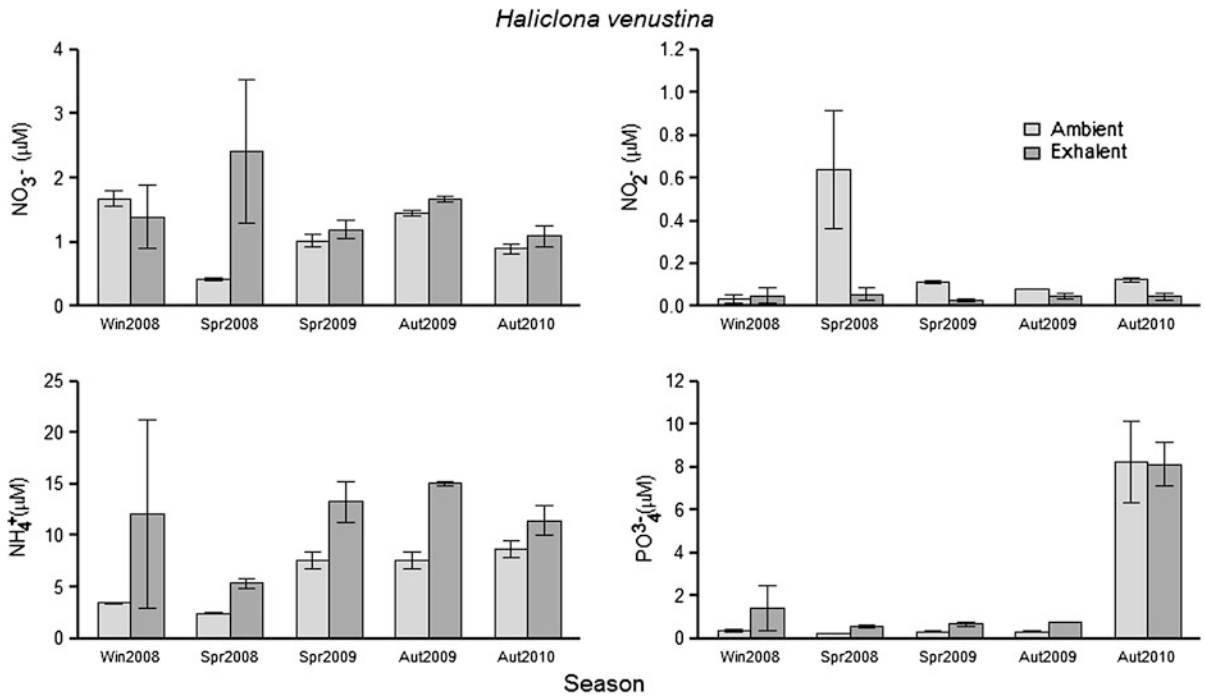 Haliclona venustina
NO₃⁻ (µM)
4
3
2
1
0
Win2008 Spr2008 Spr2009 Aut2009 Aut2010
NO₂⁻ (µM)
1.2
1.0
0.8
0.6
0.4
0.2
0.0
Ambient
Exhalent
Win2008 Spr2008 Spr2009 Aut2009 Aut2010
NH₄⁺(µM)
25
20
15
10
5
0
Win2008 Spr2008 Spr2009 Aut2009 Aut2010
PO₄³⁻(µM)
12
10
8
6
4
2
0
Win2008 Spr2008 Spr2009 Aut2009 Aut2010
Season